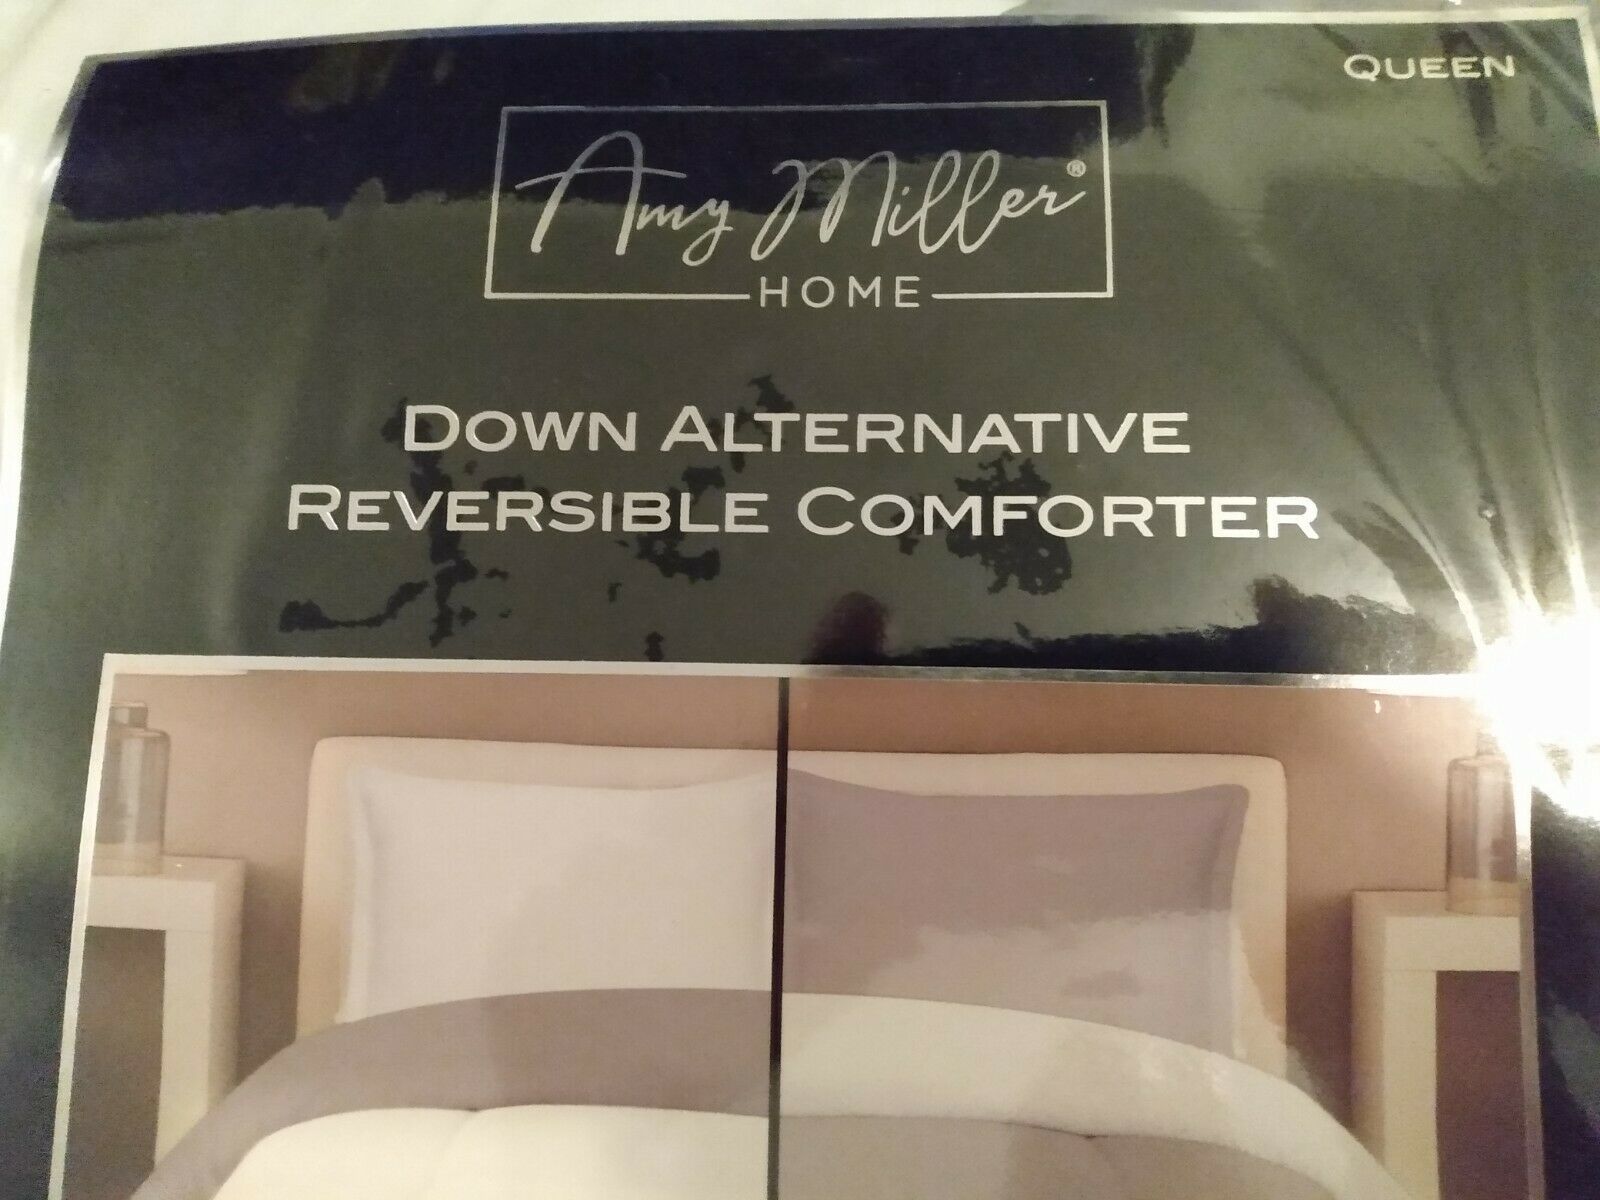 QUEEN
Amy Miller®
HOME
DOWN ALTERNATIVE
REVERSIBLE COMFORTER